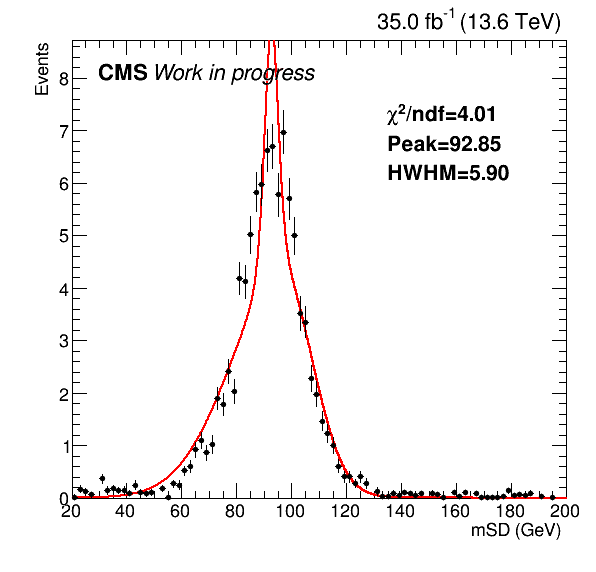 35.0 fb⁻¹ (13.6 TeV)
Events
CMS Work in progress
χ²/ndf=4.01
Peak=92.85
HWHM=5.90
8
7
6
5
4
3
2
1
0
20 40 60 80 100 120 140 160 180 200
mSD (GeV)